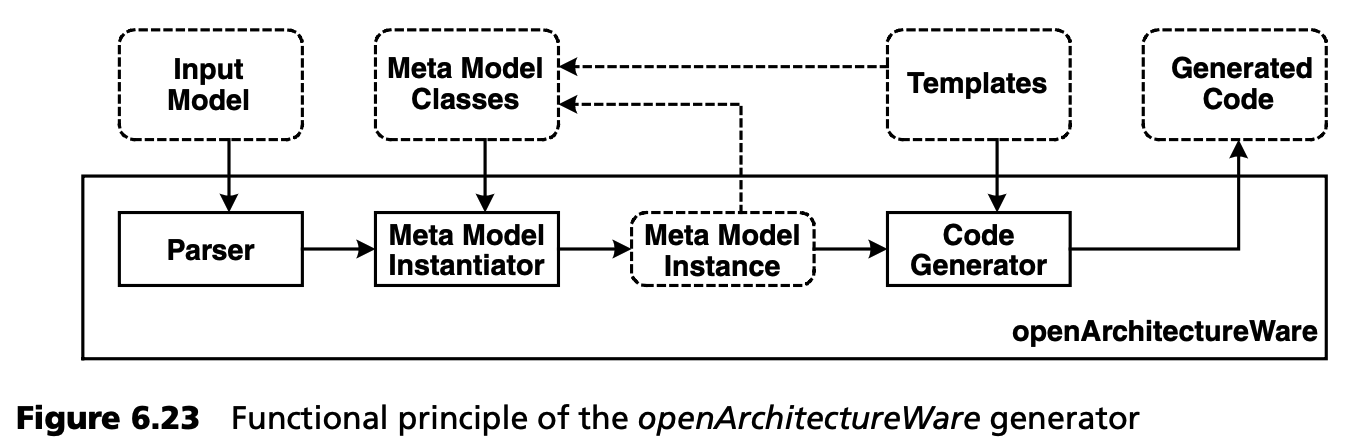 Input
Model
Meta Model
Classes
Templates
Generated
Code
Parser
Meta Model
Instantiator
Meta Model
Instance
Code
Generator
openArchitectureWare
Figure 6.23 Functional principle of the openArchitectureWare generator